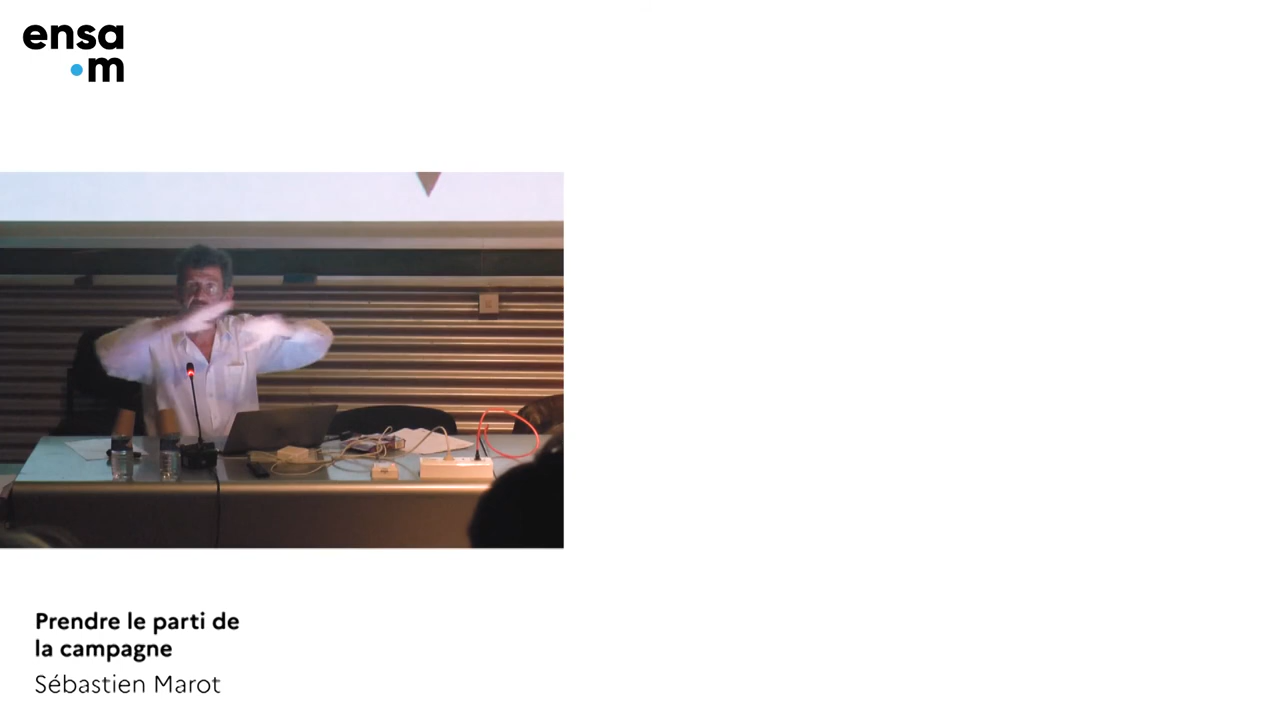 ensa
•m
Prendre le parti de
la campagne
Sébastien Marot